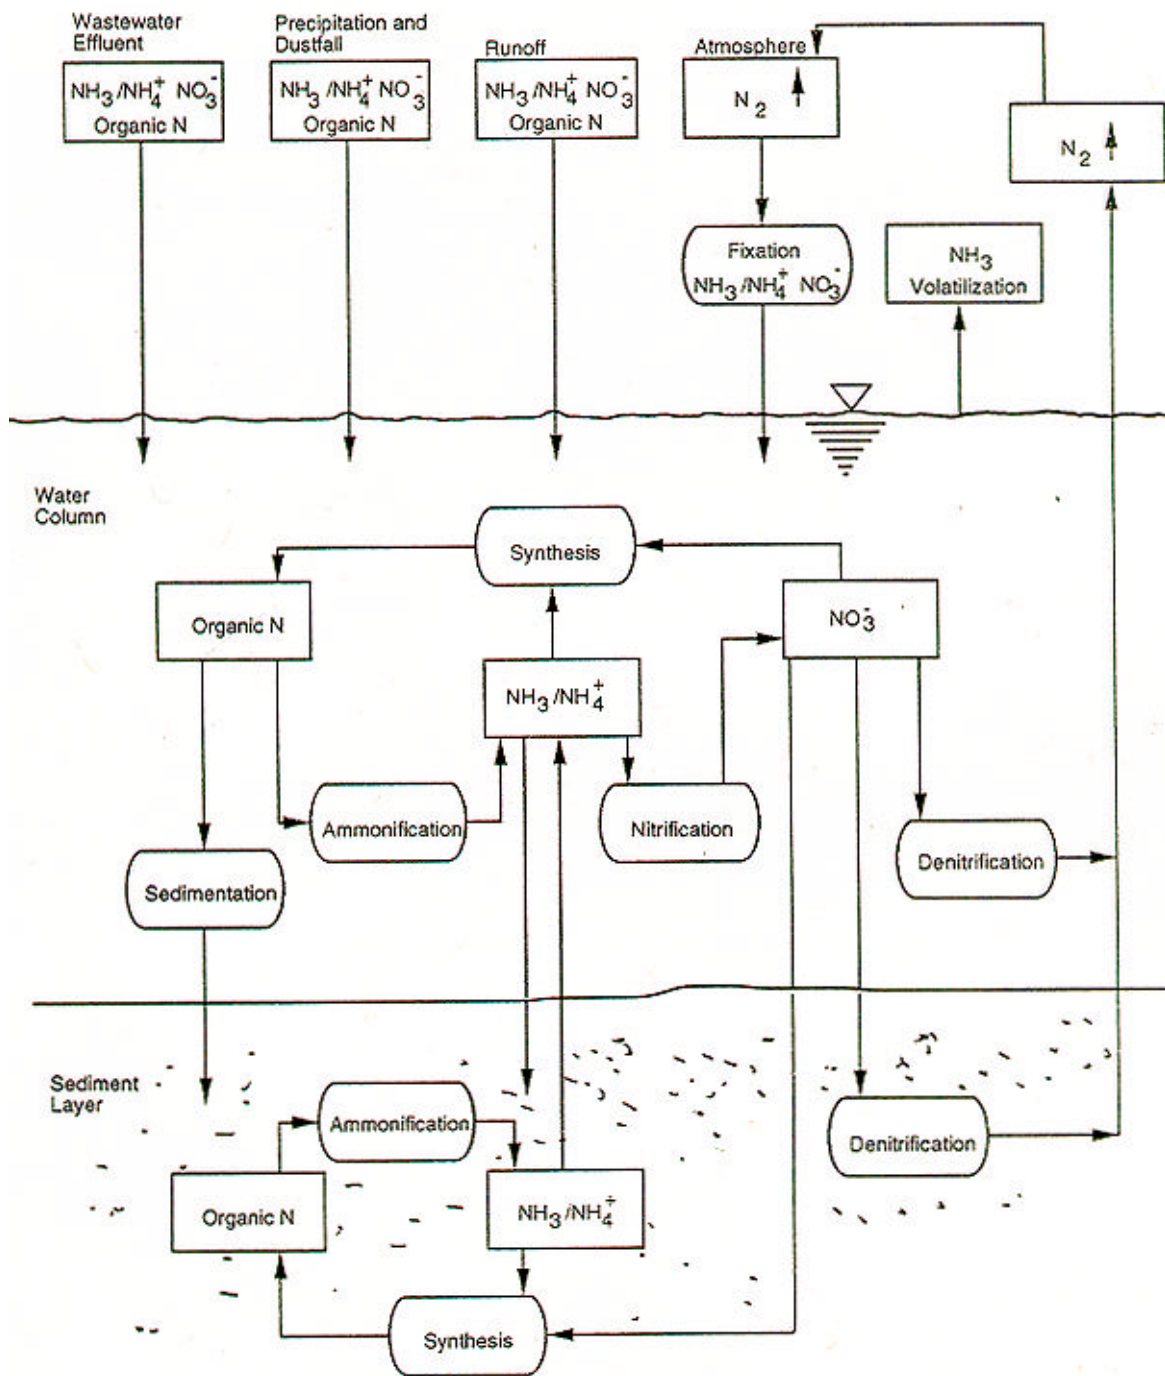 Wastewater
Effluent
NH₃/NH₄⁺ NO₃⁻
Organic N
Precipitation and
Dustfall
NH₃/NH₄⁺ NO₃⁻
Organic N
Runoff
NH₃/NH₄⁺ NO₃⁻
Organic N
Atmosphere
N₂
N₂
Fixation
NH₃/NH₄⁺ NO₃⁻
NH₃
Volatilization
Water
Column
Synthesis
Organic N
NO₃⁻
NH₃/NH₄⁺
Ammonification
Nitrification
Denitrification
Sedimentation
Sediment
Layer
Ammonification
Denitrification
Organic N
NH₃/NH₄⁺
Synthesis